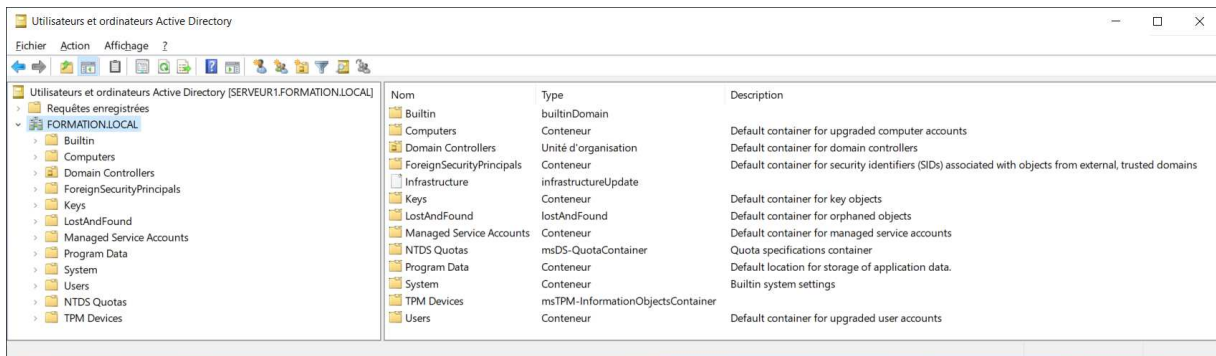 Utilisateurs et ordinateurs Active Directory
Fichier Action Affichage ?
Utilisateurs et ordinateurs Active Directory [SERVEUR1.FORMATION.LOCAL]
Requêtes enregistrées
FORMATION.LOCAL
Builtin
Computers
Domain Controllers
ForeignSecurityPrincipals
Keys
LostAndFound
Managed Service Accounts
Program Data
System
Users
NTDS Quotas
TPM Devices
Nom Type Description
Builtin builtinDomain
Computers Conteneur Default container for upgraded computer accounts
Domain Controllers Unité d'organisation Default container for domain controllers
ForeignSecurityPrincipals Conteneur Default container for security identifiers (SIDs) associated with objects from external, trusted domains
Infrastructure infrastructureUpdate
Keys Conteneur Default container for key objects
LostAndFound lostAndFound Default container for orphaned objects
Managed Service Accounts Conteneur Default container for managed service accounts
NTDS Quotas msDS-QuotaContainer Quota specifications container
Program Data Conteneur Default location for storage of application data.
System Conteneur Builtin system settings
TPM Devices msTPM-InformationObjectsContainer
Users Conteneur Default container for upgraded user accounts